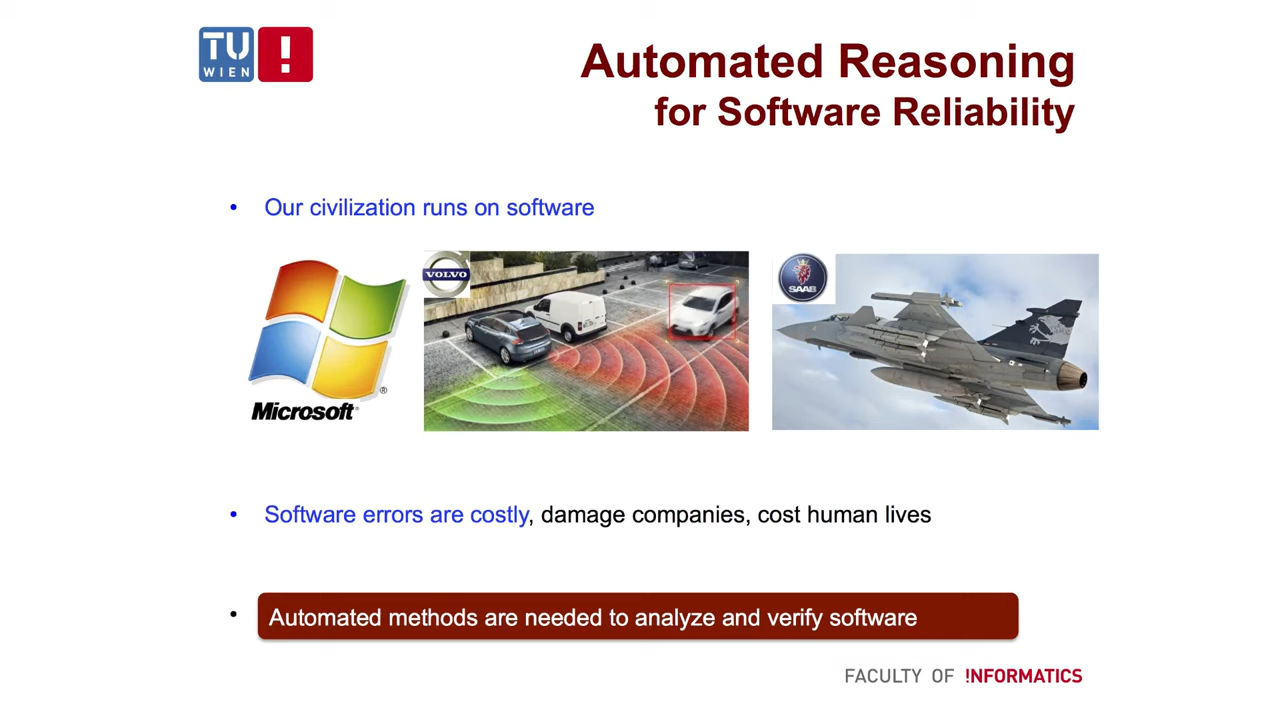 TU
WIEN
!
Automated Reasoning
for Software Reliability
• Our civilization runs on software
Microsoft®
®
VOLVO
SAAB
• Software errors are costly, damage companies, cost human lives
• Automated methods are needed to analyze and verify software
FACULTY OF !NFORMATICS